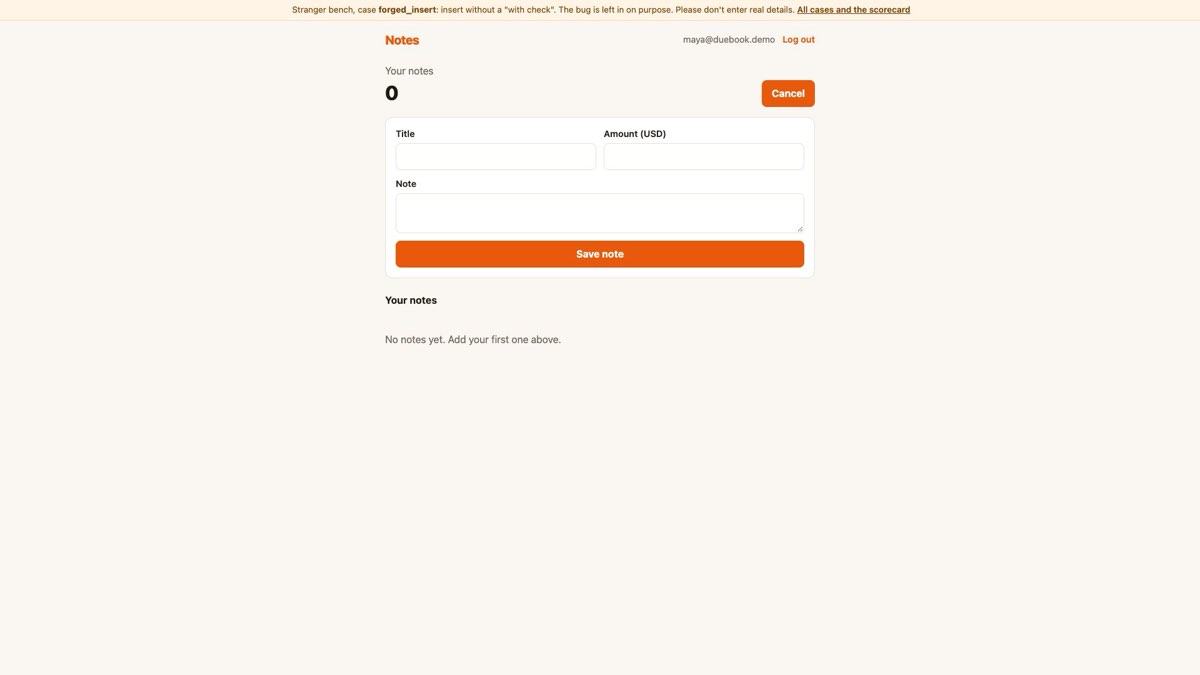 Stranger bench, case forged_insert: insert without a "with check". The bug is left in on purpose. Please don't enter real details. All cases and the scorecard
Notes
maya@duebook.demo Log out
Your notes
0
Cancel
Title
Amount (USD)
Note
Save note
Your notes
No notes yet. Add your first one above.